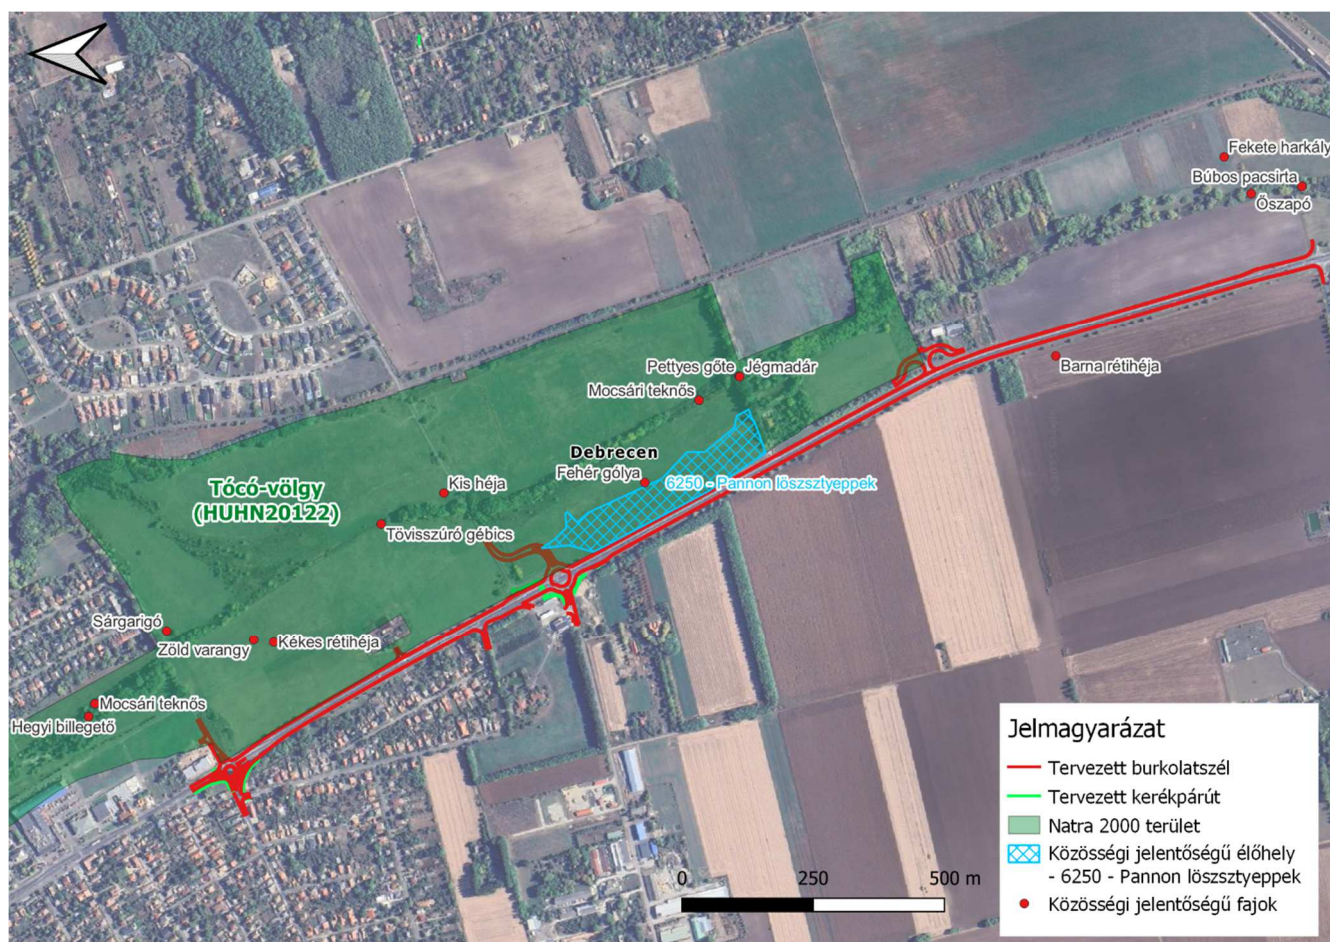 Fekete harkály
Búbos pacsirta
Őszapó
Barna rétihéja
Pettyes gőte
Jégmadár
Mocsári teknős
Debrecen
Fehér gólya
6250 - Pannon löszsztyeppek
Kis héja
Tócó-völgy
(HUHN20122)
Tövisszúró gébics
Sárgarigó
Zöld varangy
Kékes rétihéja
Mocsári teknős
Hegyi billegető
Jelmagyarázat
Tervezett burkolatszél
Tervezett kerékpárút
Natra 2000 terület
Közösségi jelentőségű élőhely
- 6250 - Pannon löszsztyeppek
Közösségi jelentőségű fajok
0 250 500 m